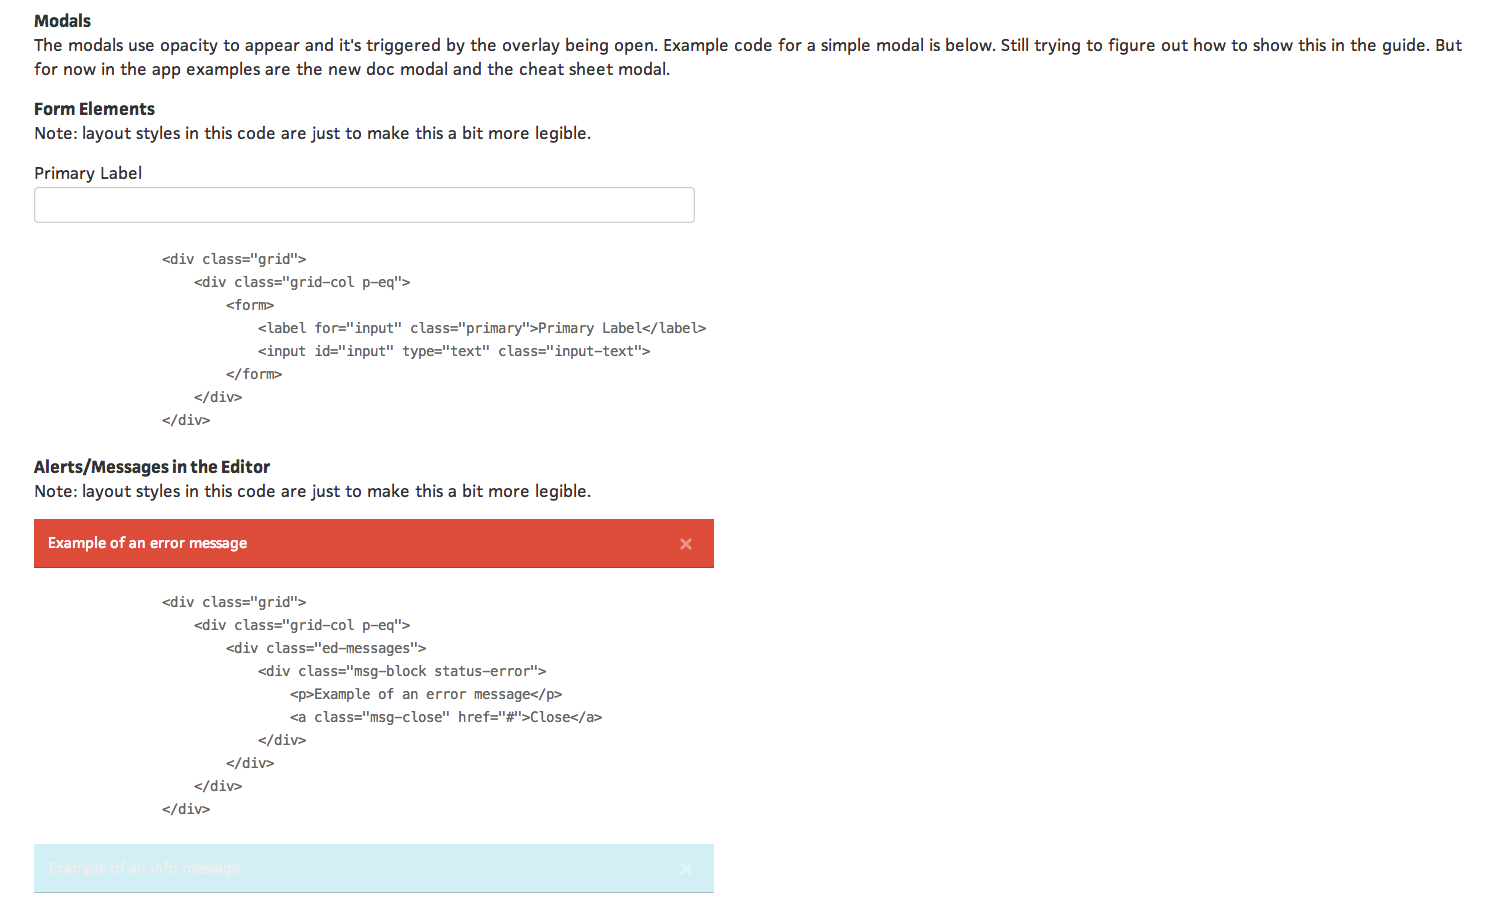 Modals
The modals use opacity to appear and it's triggered by the overlay being open. Example code for a simple modal is below. Still trying to figure out how to show this in the guide. But
for now in the app examples are the new doc modal and the cheat sheet modal.
Form Elements
Note: layout styles in this code are just to make this a bit more legible.
Primary Label
<div class="grid">
<div class="grid-col p-eq">
<form>
<label for="input" class="primary">Primary Label</label>
<input id="input" type="text" class="input-text">
</form>
</div>
</div>
Alerts/Messages in the Editor
Note: layout styles in this code are just to make this a bit more legible.
Example of an error message ×
<div class="grid">
<div class="grid-col p-eq">
<div class="ed-messages">
<div class="msg-block status-error">
<p>Example of an error message</p>
<a class="msg-close" href="#">Close</a>
</div>
</div>
</div>
</div>
Example of an info message ×